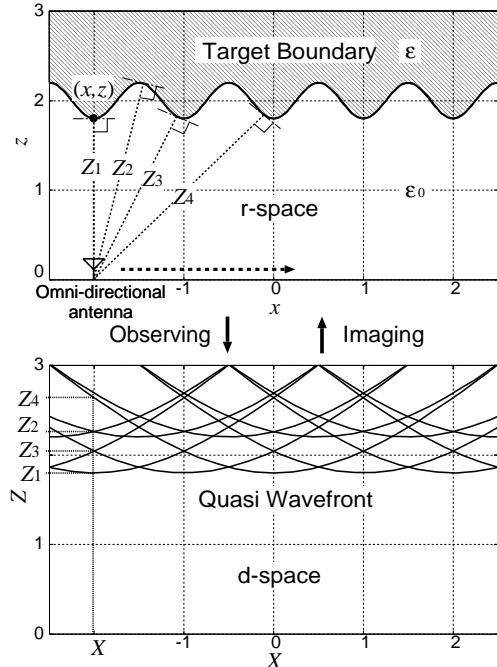 3
Target Boundary ε
(x,z)
2
z
Z1 Z2 Z3 Z4
1
ε0
r-space
0
Omni-directional
antenna
-1 0 1 2
x
Observing Imaging
3
Z4
Z2
Z3
Z1
Z
Quasi Wavefront
1
d-space
0
X -1 0 1 2
X